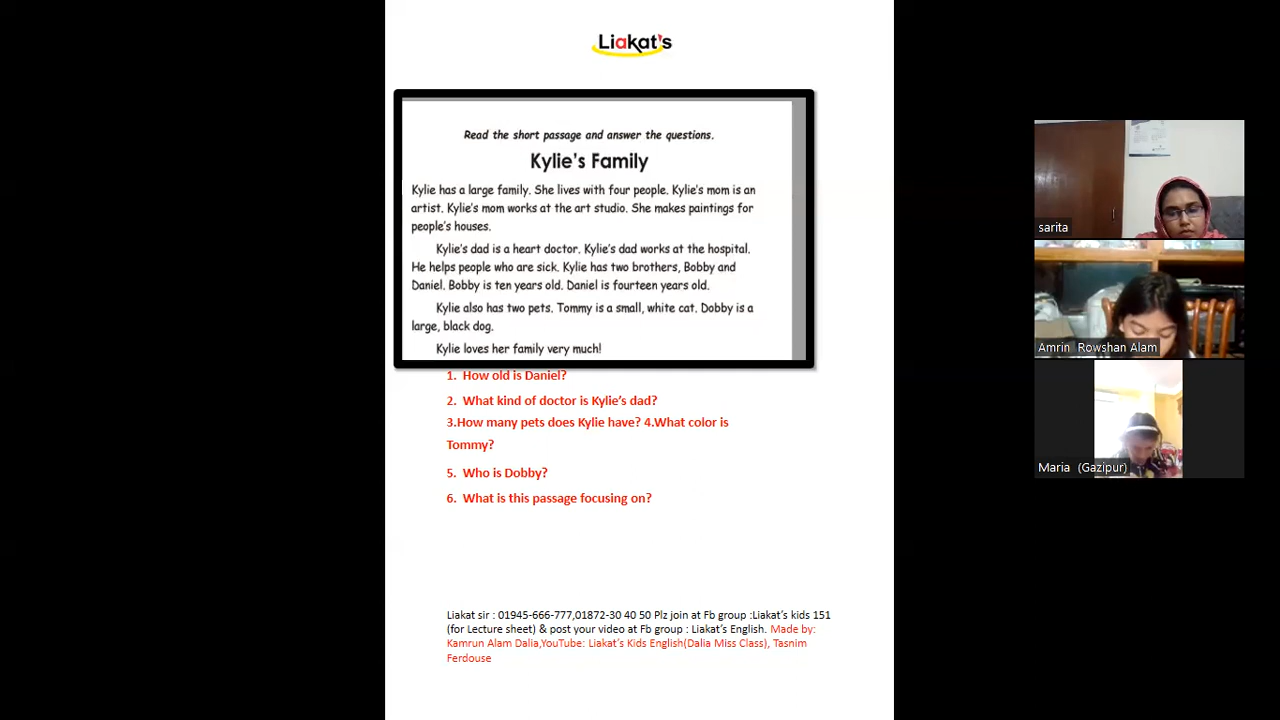 Liakat's
Read the short passage and answer the questions.
Kylie's Family
Kylie has a large family. She lives with four people. Kylie's mom is an
artist. Kylie's mom works at the art studio. She makes paintings for
people's houses.
Kylie's dad is a heart doctor. Kylie's dad works at the hospital.
He helps people who are sick. Kylie has two brothers, Bobby and
Daniel. Bobby is ten years old. Daniel is fourteen years old.
Kylie also has two pets. Tommy is a small, white cat. Dobby is a
large, black dog.
Kylie loves her family very much!
1. How old is Daniel?
2. What kind of doctor is Kylie's dad?
3.How many pets does Kylie have? 4.What color is
Tommy?
5. Who is Dobby?
6. What is this passage focusing on?
Liakat sir : 01945-666-777,01872-30 40 50 Plz join at Fb group :Liakat's kids 151
(for Lecture sheet) & post your video at Fb group : Liakat's English. Made by:
Kamrun Alam Dalia,YouTube: Liakat's Kids English(Dalia Miss Class), Tasnim
Ferdouse
sarita
Amrin Rowshan Alam
Maria (Gazipur)